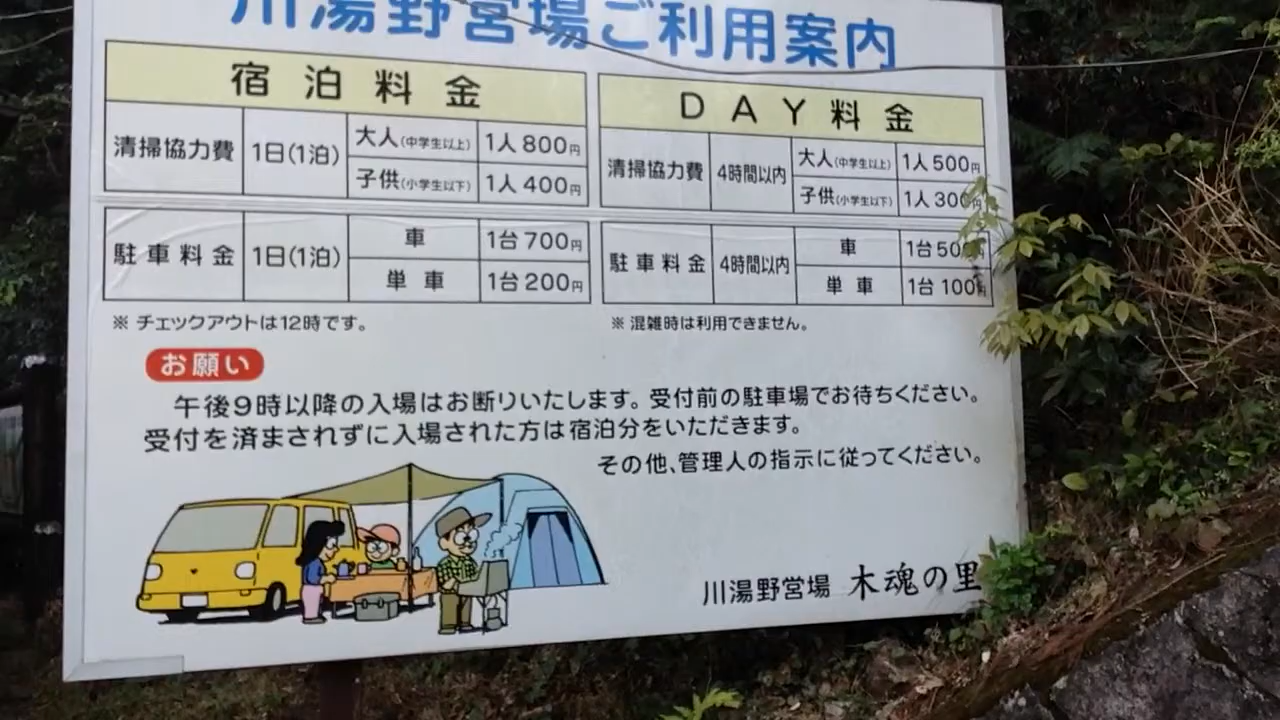 川湯野営場ご利用案内
宿泊料金
清掃協力費 1日(1泊) 大人(中学生以上) 1人 800円
子供(小学生以下) 1人 400円
駐車料金 1日(1泊) 車 1台 700円
単車 1台 200円
※ チェックアウトは12時です。
DAY料金
清掃協力費 4時間以内 大人(中学生以上) 1人 500円
子供(小学生以下) 1人 300円
駐車料金 4時間以内 車 1台 50
単車 1台 100円
※ 混雑時は利用できません。
お願い
午後9時以降の入場はお断りいたします。受付前の駐車場でお待ちください。
受付を済まされずに入場された方は宿泊分をいただきます。
その他、管理人の指示に従ってください。
川湯野営場 木魂の里